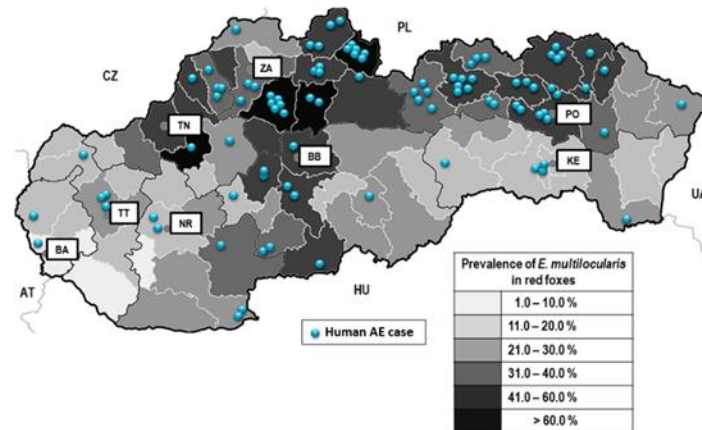 PL
CZ
ZA
TN
PO
BB
KE
UA
TT
NR
BA
AT
HU
Human AE case
Prevalence of E. multilocularis
in red foxes
1.0 – 10.0 %
11.0 – 20.0 %
21.0 – 30.0 %
31.0 – 40.0 %
41.0 – 60.0 %
> 60.0 %